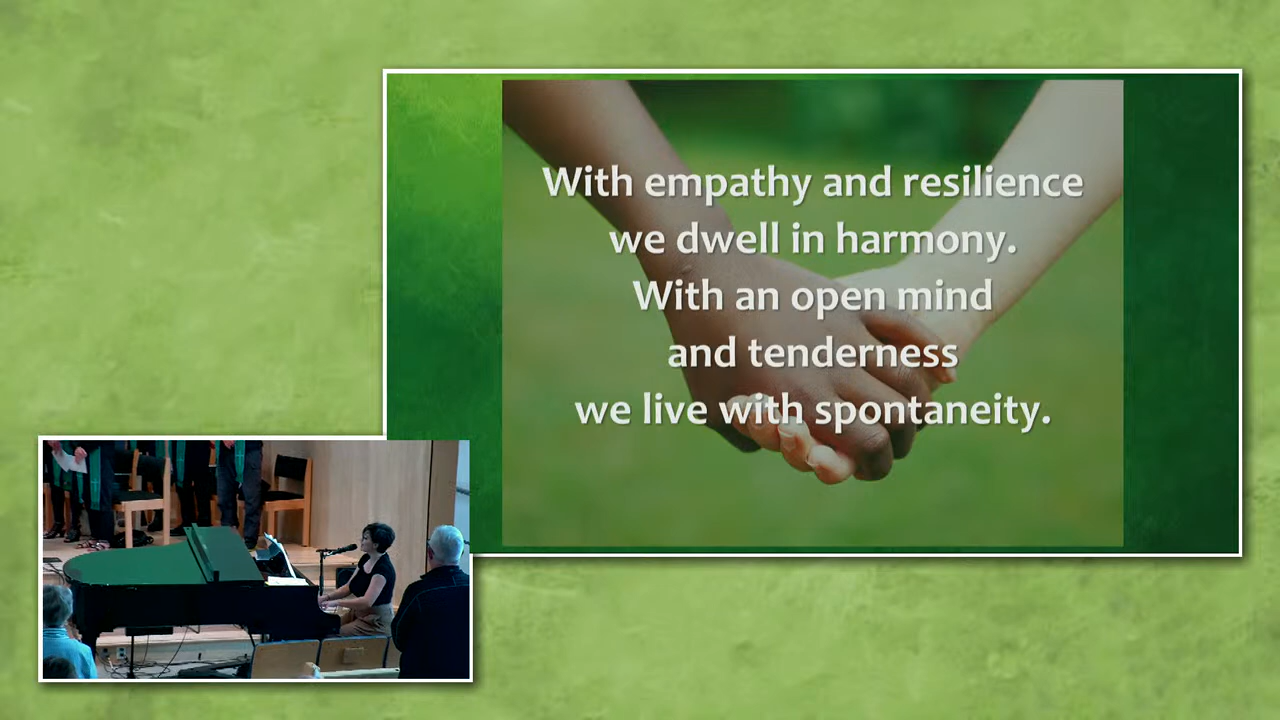 With empathy and resilience
we dwell in harmony.
With an open mind
and tenderness
we live with spontaneity.